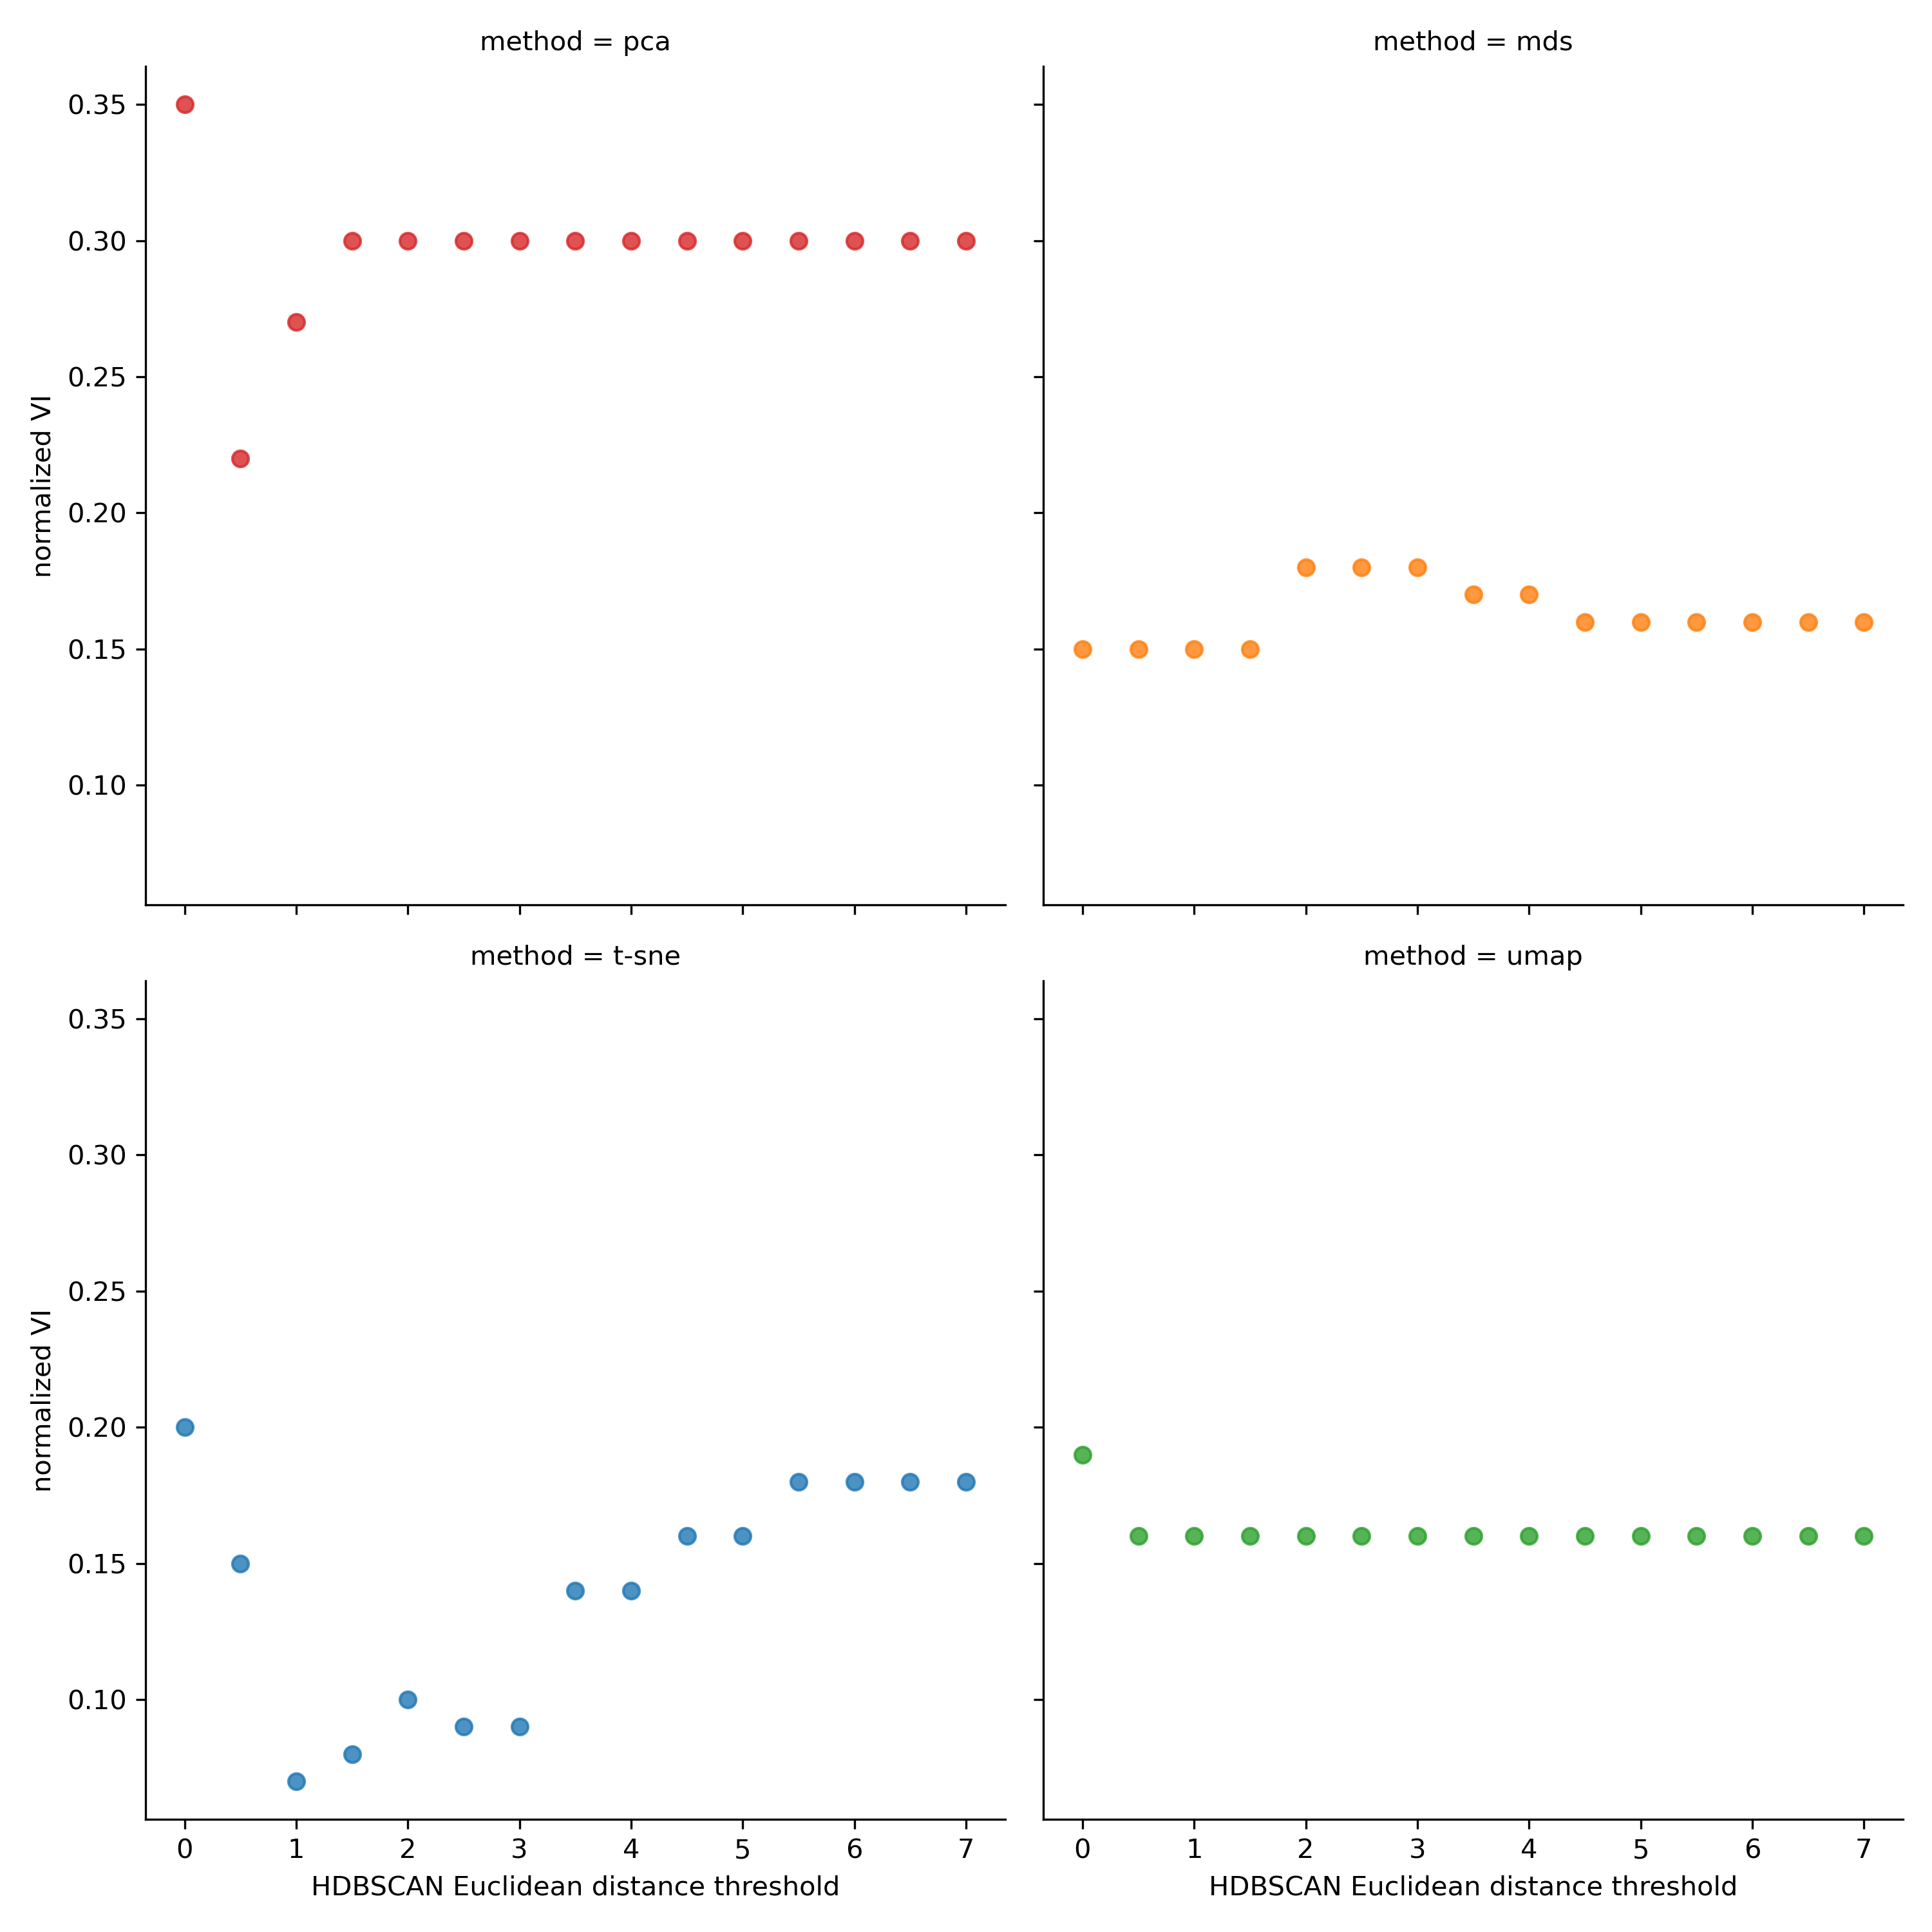 method = pca
method = mds
0.35
0.30
0.25
0.20
0.15
0.10
normalized VI
method = t-sne
method = umap
0.35
0.30
0.25
0.20
0.15
0.10
normalized VI
0 1 2 3 4 5 6 7
0 1 2 3 4 5 6 7
HDBSCAN Euclidean distance threshold
HDBSCAN Euclidean distance threshold